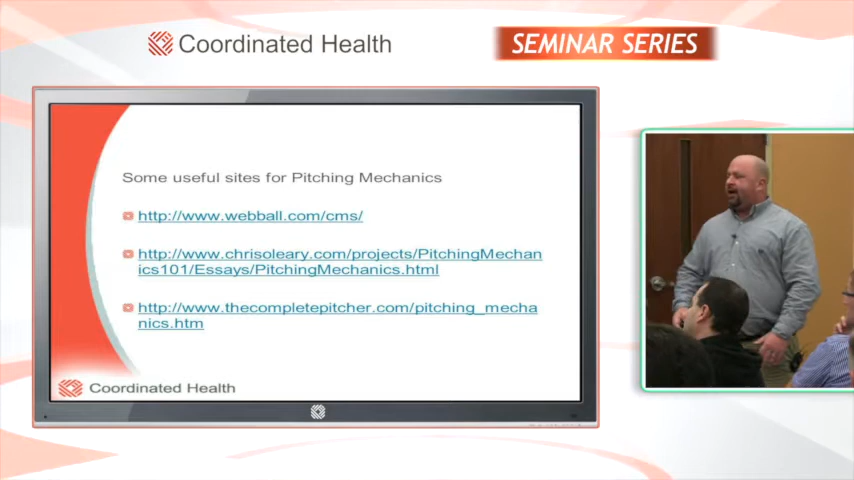 Coordinated Health
SEMINAR SERIES
Some useful sites for Pitching Mechanics
http://www.webball.com/cms/
http://www.chrisoleary.com/projects/PitchingMechan
ics101/Essays/PitchingMechanics.html
http://www.thecompletepitcher.com/pitching_mecha
nics.htm
Coordinated Health